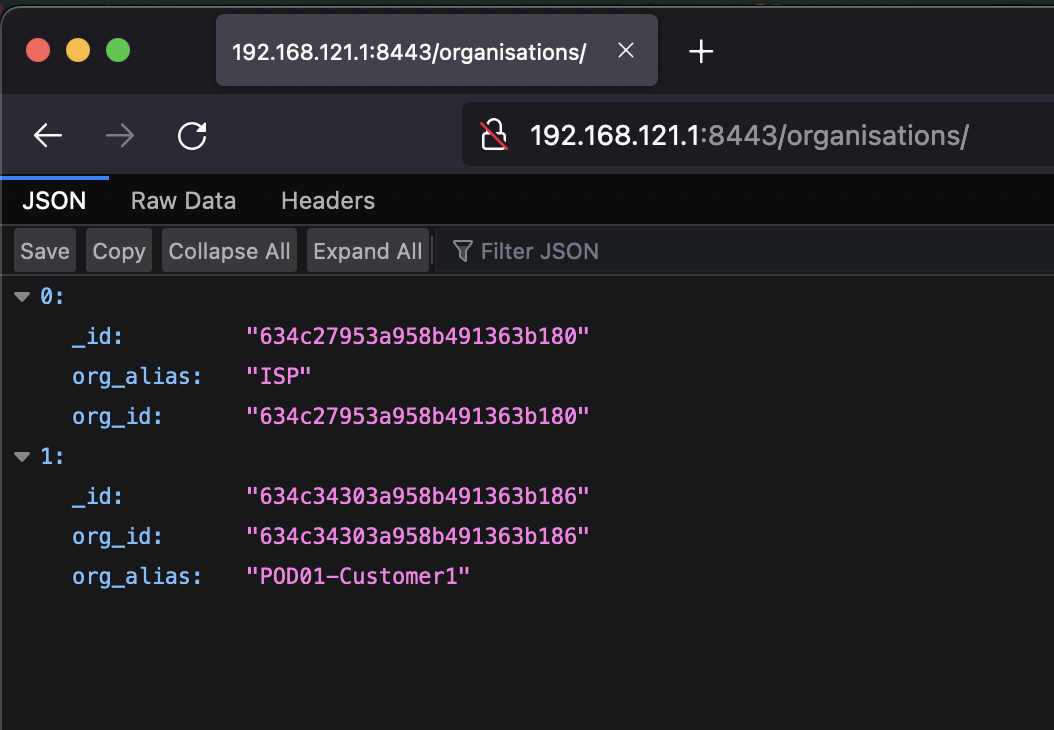 192.168.121.1:8443/organisations/
192.168.121.1:8443/organisations/
JSON Raw Data Headers
Save Copy Collapse All Expand All Filter JSON
0:
_id: "634c27953a958b491363b180"
org_alias: "ISP"
org_id: "634c27953a958b491363b180"
1:
_id: "634c34303a958b491363b186"
org_id: "634c34303a958b491363b186"
org_alias: "POD01-Customer1"